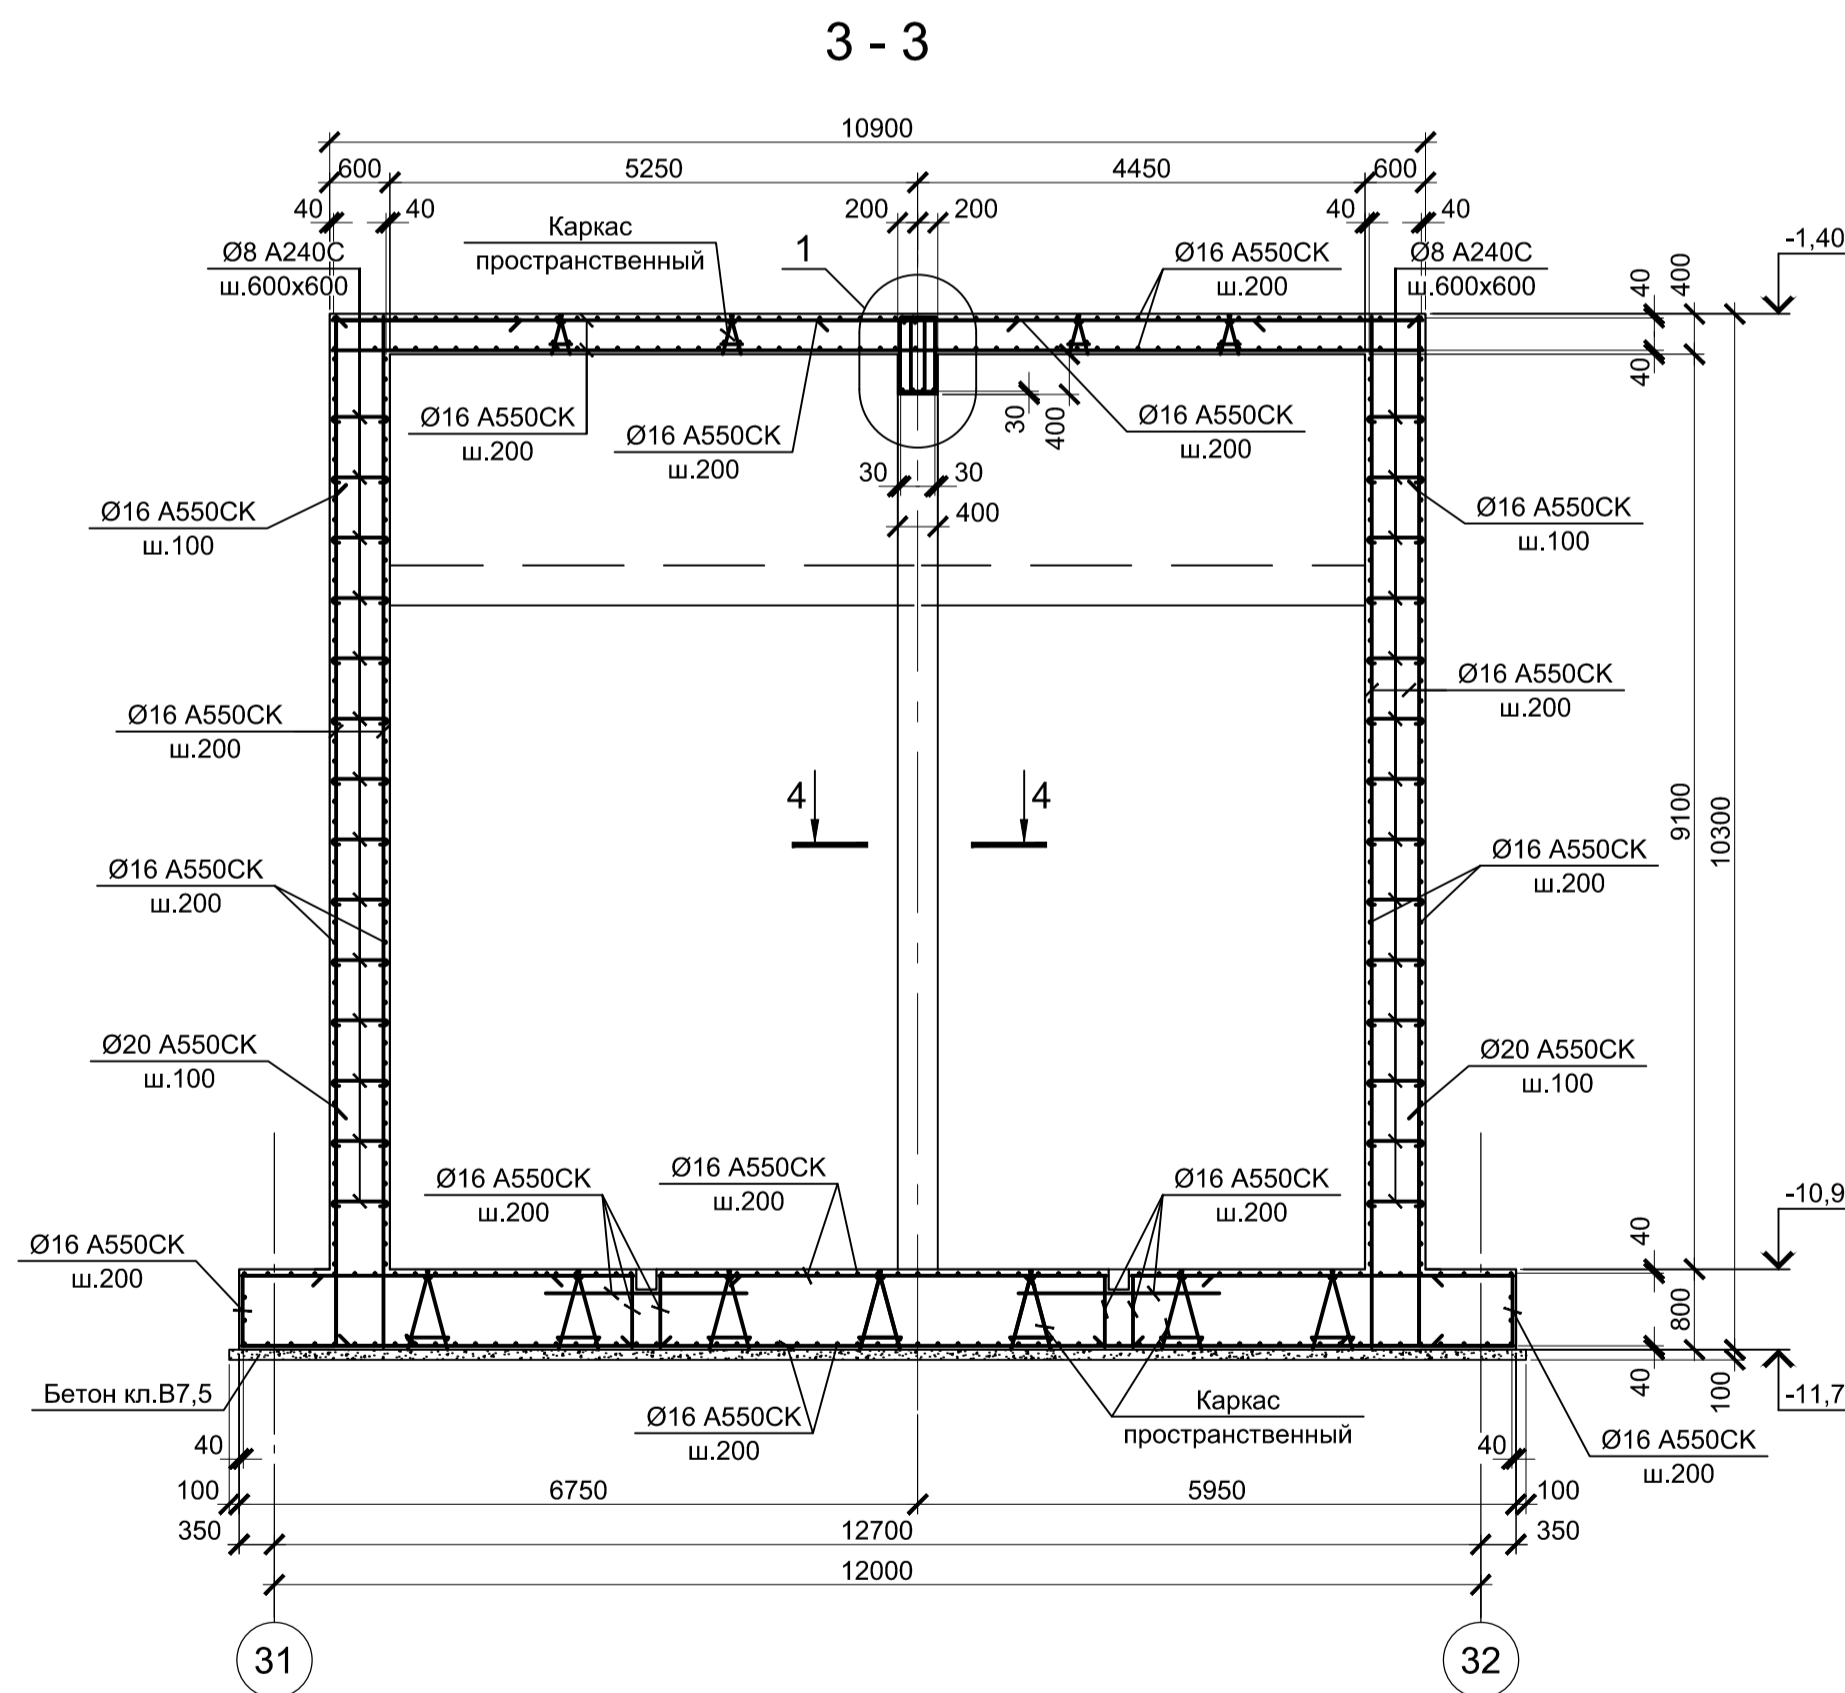 3 - 3
10900
600
5250
4450
600
40
40
200
200
40
40
Каркас
пространственный
1
Ø8 А240С
ш.600х600
Ø16 А550СК
ш.200
Ø8 А240С
ш.600х600
-1,40
40
400
40
Ø16 А550СК
ш.200
Ø16 А550СК
ш.200
30
400
Ø16 А550СК
ш.200
30
30
400
Ø16 А550СК
ш.100
Ø16 А550СК
ш.100
Ø16 А550СК
ш.200
Ø16 А550СК
ш.200
4
4
9100
10300
Ø16 А550СК
ш.200
Ø16 А550СК
ш.200
Ø20 А550СК
ш.100
Ø20 А550СК
ш.100
Ø16 А550СК
ш.200
Ø16 А550СК
ш.200
Ø16 А550СК
ш.200
-10,9
Ø16 А550СК
ш.200
40
800
40
100
-11,7
Бетон кл.В7,5
Ø16 А550СК
ш.200
Каркас
пространственный
Ø16 А550СК
ш.200
40
40
100
6750
5950
100
350
12700
350
12000
31
32